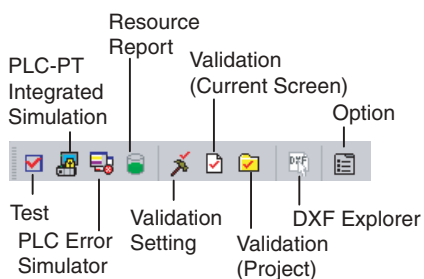 Resource
Report
PLC-PT
Integrated
Simulation
Validation
(Current Screen)
Option
DXF
Test
PLC Error
Simulator
Validation
Setting
Validation
(Project)
DXF Explorer